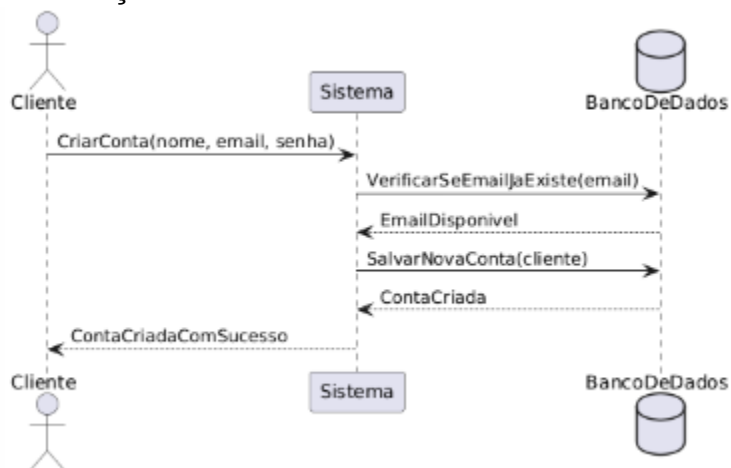 Cliente
Sistema
BancoDeDados
CriarConta(nome, email, senha)
VerificarSeEmailJaExiste(email)
EmailDisponivel
SalvarNovaConta(cliente)
ContaCriada
ContaCriadaComSucesso
Cliente
Sistema
BancoDeDados